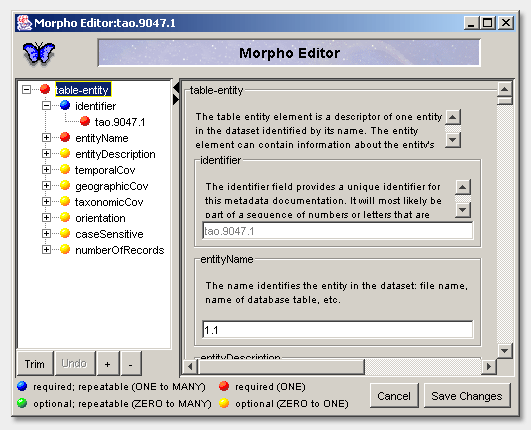 Morpho Editor:tao.9047.1
Morpho Editor
table-entity
identifier
tao.9047.1
entityName
entityDescription
temporalCov
geographicCov
taxonomicCov
orientation
caseSensitive
numberOfRecords
Trim
Undo
+
-
table-entity
The table entity element is a descriptor of one entity
in the dataset identified by its name. The entity
element can contain information about the entity's
identifier
The identifier field provides a unique identifier for
this metadata documentation. It will most likely be
part of a sequence of numbers or letters that are
tao.9047.1
entityName
The name identifies the entity in the dataset: file name,
name of database table, etc.
1.1
entityDescription
required; repeatable (ONE to MANY)
required (ONE)
optional; repeatable (ZERO to MANY)
optional (ZERO to ONE)
Cancel
Save Changes